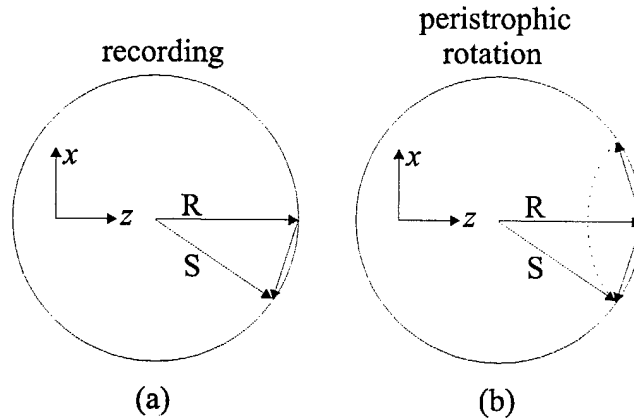 recording
x
z
R
S
(a)
peristrophic
rotation
x
z
R
S
(b)